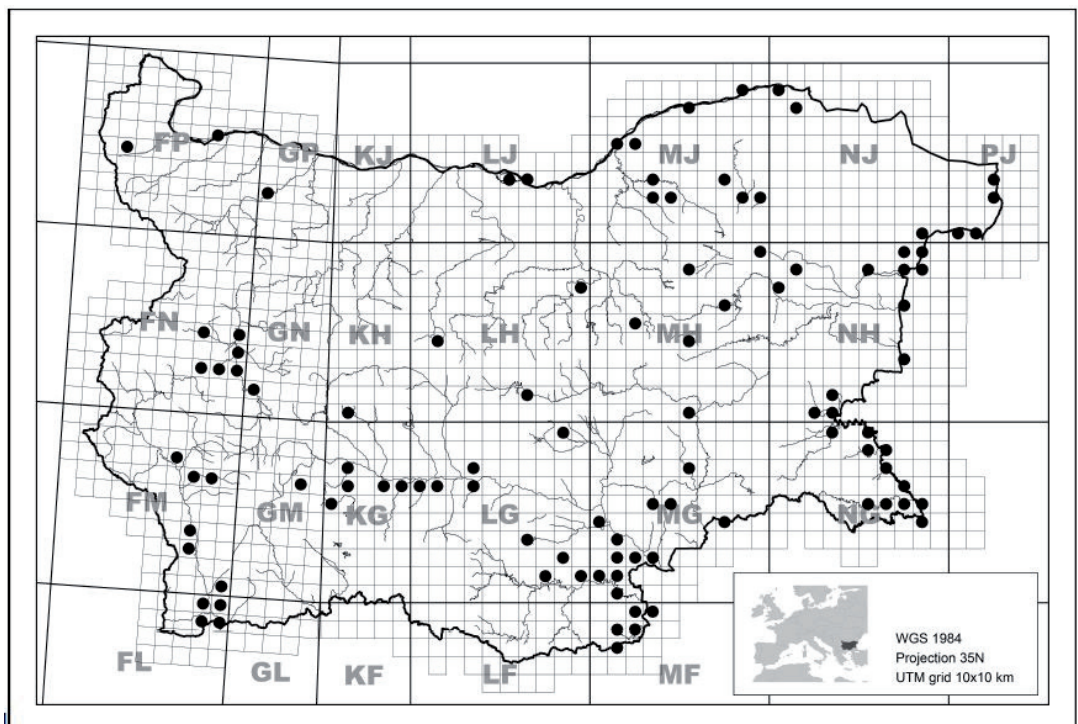 FP
GP
KJ
LJ
MJ
NJ
PJ
FN
GN
KH
LH
MH
NH
FM
GM
KG
LG
MG
NG
FL
GL
KF
LF
MF
WGS 1984
Projection 35N
UTM grid 10x10 km